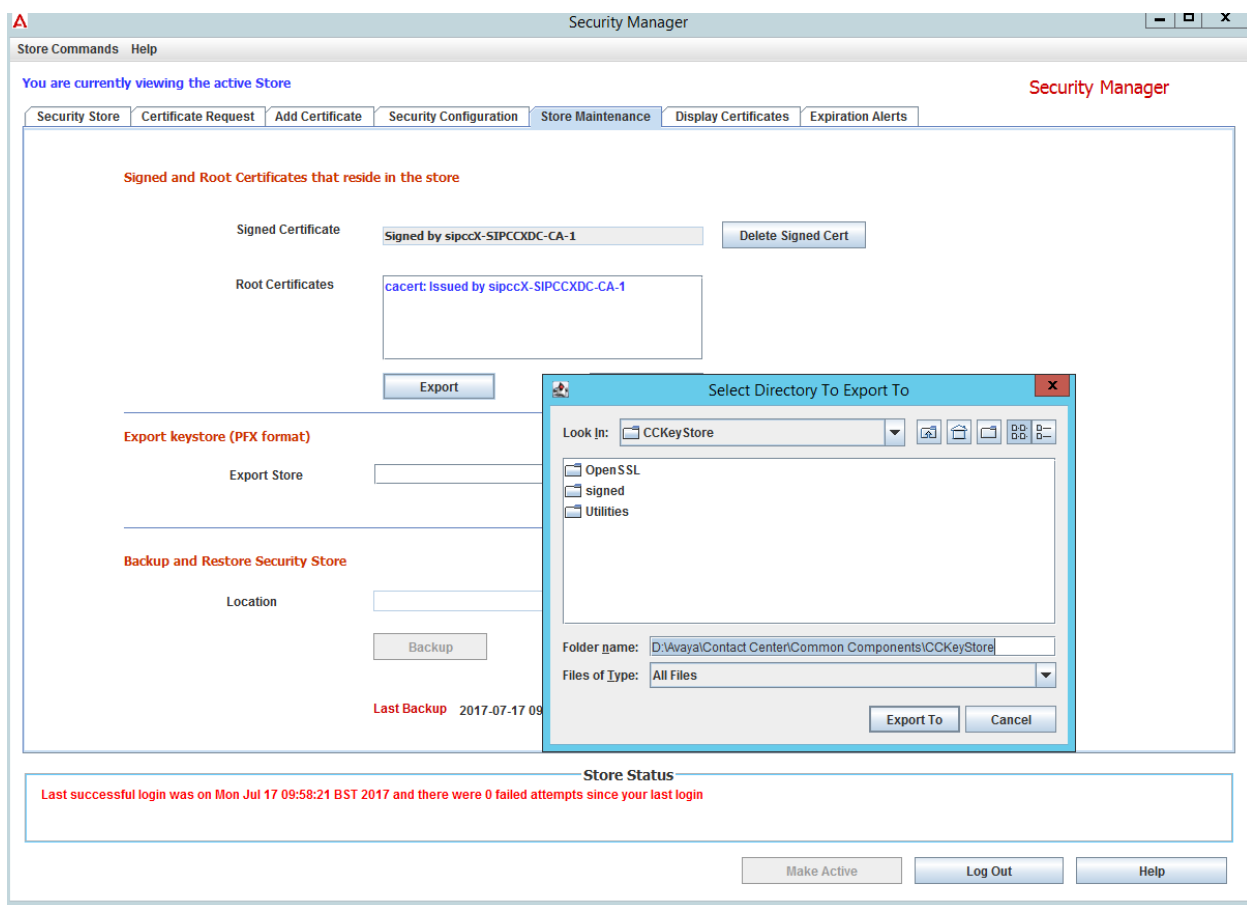 Security Manager
Store Commands Help
You are currently viewing the active Store
Security Manager
Security Store Certificate Request Add Certificate Security Configuration Store Maintenance Display Certificates Expiration Alerts
Signed and Root Certificates that reside in the store
Signed Certificate Signed by sipccX-SIPCCXDC-CA-1 Delete Signed Cert
Root Certificates cacert: Issued by sipccX-SIPCCXDC-CA-1
Export
Export keystore (PFX format)
Export Store
Backup and Restore Security Store
Location
Backup
Last Backup 2017-07-17 09
Select Directory To Export To
Look In: CCKeyStore
OpenSSL
signed
Utilities
Folder name: D:\Avaya\Contact Center\Common Components\CCKeyStore
Files of Type: All Files
Export To Cancel
Store Status
Last successful login was on Mon Jul 17 09:58:21 BST 2017 and there were 0 failed attempts since your last login
Make Active Log Out Help